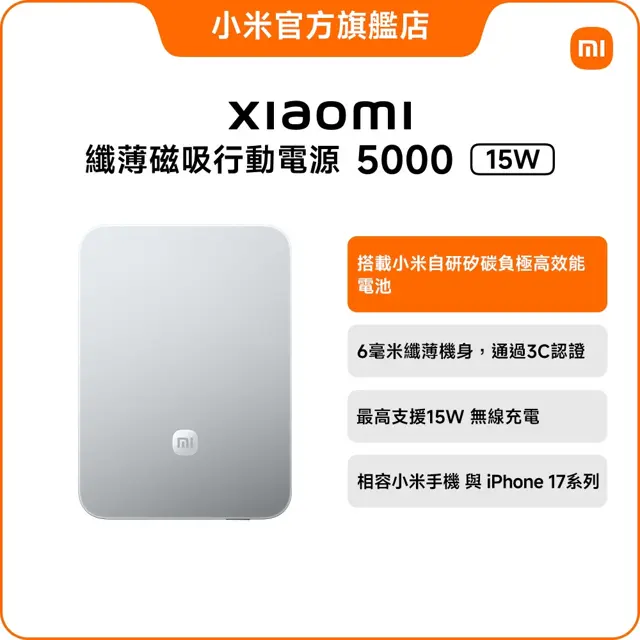 小米官方旗艦店
mi
xiaomi
纖薄磁吸行動電源 5000 15W
搭載小米自研矽碳負極高效能
電池
6毫米纖薄機身，通過3C認證
最高支援15W 無線充電
相容小米手機 與 iPhone 17系列
mi